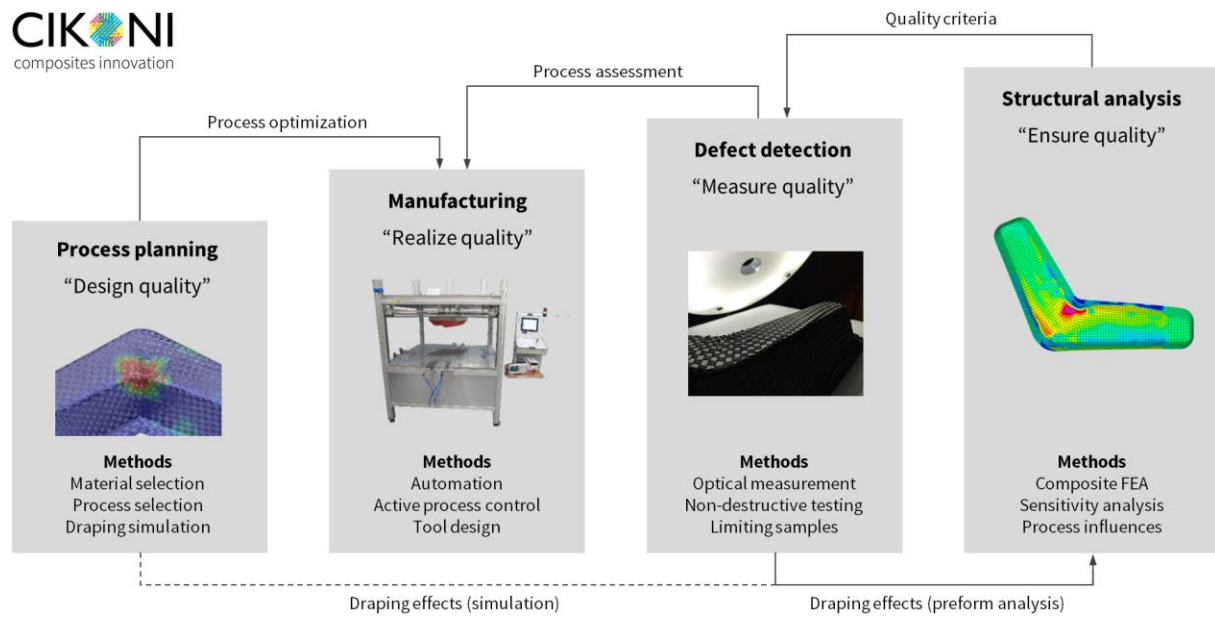 CIKONI
composites innovation
Quality criteria
Process assessment
Process optimization
Process planning
“Design quality”
Methods
Material selection
Process selection
Draping simulation
Manufacturing
“Realize quality”
Methods
Automation
Active process control
Tool design
Defect detection
“Measure quality”
Methods
Optical measurement
Non-destructive testing
Limiting samples
Structural analysis
“Ensure quality”
Methods
Composite FEA
Sensitivity analysis
Process influences
Draping effects (simulation)
Draping effects (preform analysis)